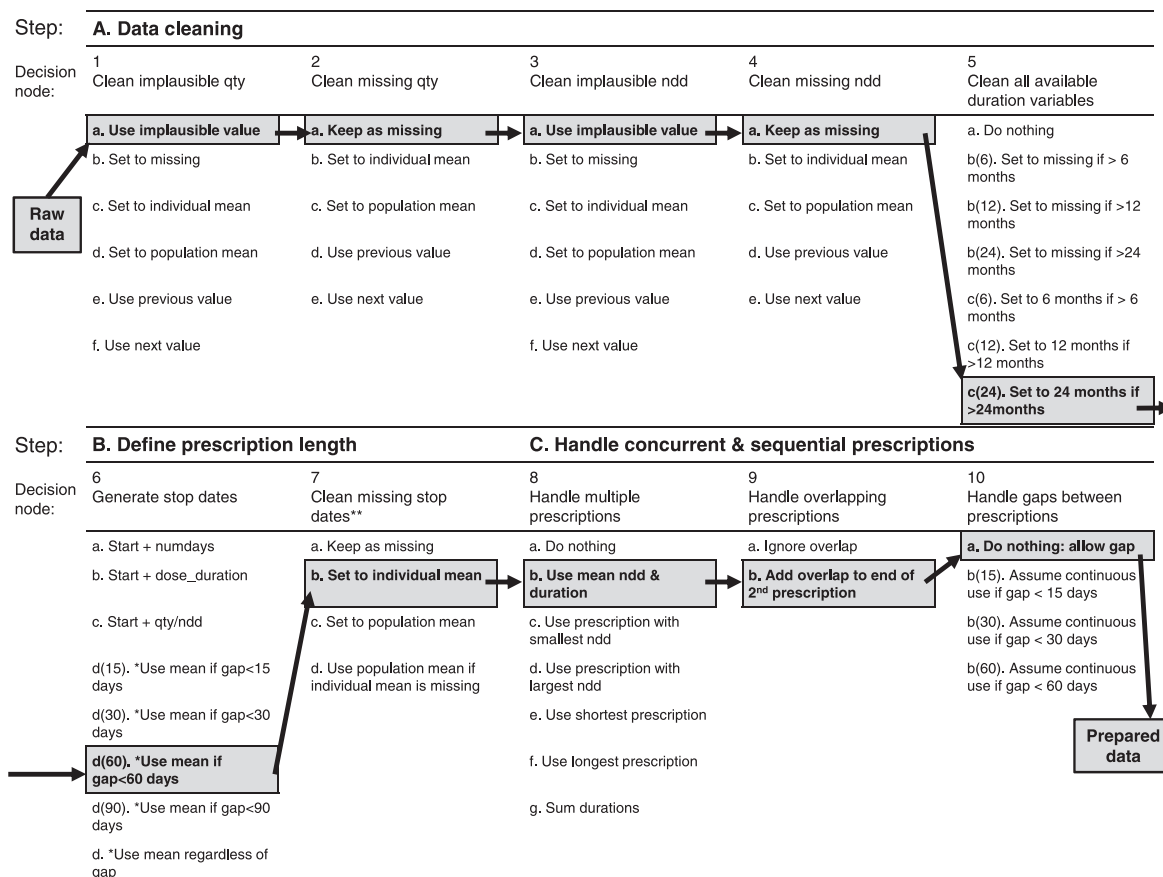 Step: A. Data cleaning
Decision node:
1
Clean implausible qty
2
Clean missing qty
3
Clean implausible ndd
4
Clean missing ndd
5
Clean all available
duration variables
Raw
data
a. Use implausible value
b. Set to missing
c. Set to individual mean
d. Set to population mean
e. Use previous value
f. Use next value
a. Keep as missing
b. Set to individual mean
c. Set to population mean
d. Use previous value
e. Use next value
a. Use implausible value
b. Set to missing
c. Set to individual mean
d. Set to population mean
e. Use previous value
f. Use next value
a. Keep as missing
b. Set to individual mean
c. Set to population mean
d. Use previous value
e. Use next value
a. Do nothing
b(6). Set to missing if > 6
months
b(12). Set to missing if >12
months
b(24). Set to missing if >24
months
c(6). Set to 6 months if > 6
months
c(12). Set to 12 months if
>12 months
c(24). Set to 24 months if
>24months
Step: B. Define prescription length C. Handle concurrent & sequential prescriptions
Decision
node:
6
Generate stop dates
7
Clean missing stop
dates**
8
Handle multiple
prescriptions
9
Handle overlapping
prescriptions
10
Handle gaps between
prescriptions
a. Start + numdays
b. Start + dose_duration
c. Start + qty/ndd
d(15). *Use mean if gap<15
days
d(30). *Use mean if gap<30
days
d(60). *Use mean if
gap<60 days
d(90). *Use mean if gap<90
days
d. *Use mean regardless of
gap
a. Keep as missing
b. Set to individual mean
c. Set to population mean
d. Use population mean if
individual mean is missing
a. Do nothing
b. Use mean ndd &
duration
c. Use prescription with
smallest ndd
d. Use prescription with
largest ndd
e. Use shortest prescription
f. Use longest prescription
g. Sum durations
a. Ignore overlap
b. Add overlap to end of
2nd prescription
a. Do nothing: allow gap
b(15). Assume continuous
use if gap < 15 days
b(30). Assume continuous
use if gap < 30 days
b(60). Assume continuous
use if gap < 60 days
Prepared
data